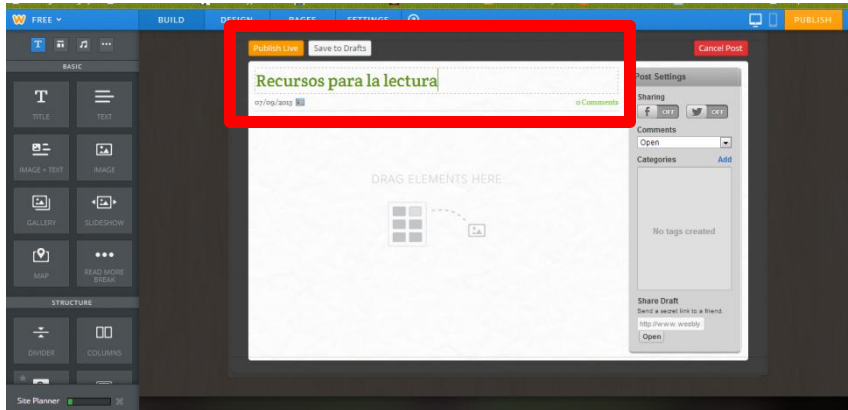 FREE
BUILD
DESIGN
PAGES
SETTINGS
PUBLISH
BASIC
TITLE
TEXT
IMAGE + TEXT
IMAGE
GALLERY
SLIDESHOW
MAP
READ MORE
BREAK
STRUCTURE
DIVIDER
COLUMNS
Site Planner
Publish Live
Save to Drafts
Cancel Post
Recursos para la lectura
07/09/2013
0 Comments
DRAG ELEMENTS HERE
Post Settings
Sharing
OFF
OFF
Comments
Open
Categories
Add
No tags created
Share Draft
Send a secret link to a friend.
http://www.weebly
Open